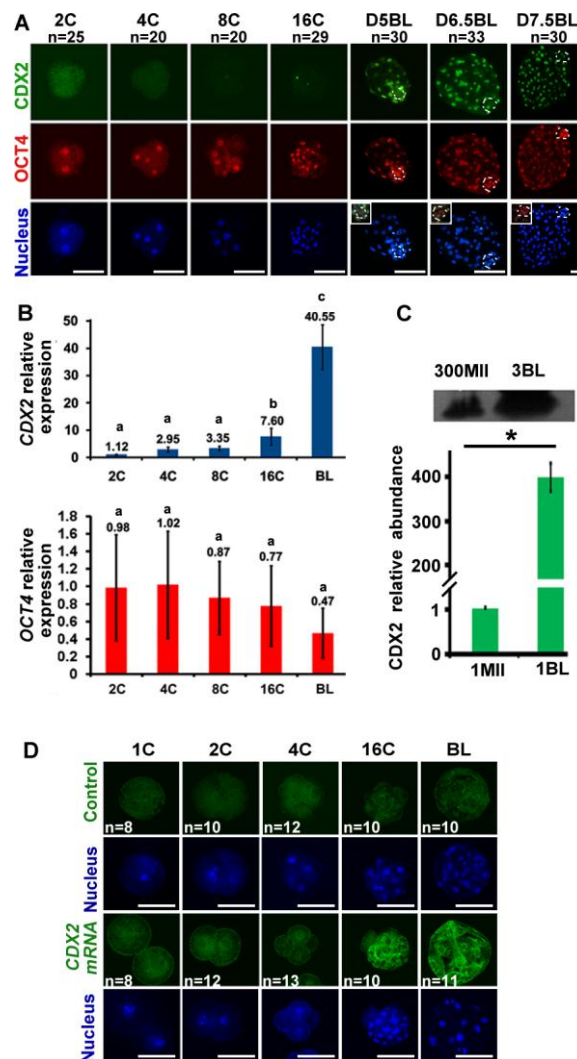 A
2C 4C 8C 16C D5BL D6.5BL D7.5BL
n=25 n=20 n=20 n=29 n=30 n=33 n=30
CDX2
OCT4
Nucleus
B
CDX2 relative
expression
60
50
40
30
20
10
0
a a a b c
1.12 2.95 3.35 7.60 40.55
2C 4C 8C 16C BL
OCT4 relative
expression
1.8
1.6
1.4
1.2
1.0
0.8
0.6
0.4
0.2
0
a a a a a
0.98 1.02 0.87 0.77 0.47
2C 4C 8C 16C BL
C
300MII 3BL
*
CDX2 relative abundance
400
300
200
1
0
1MII 1BL
D
1C 2C 4C 16C BL
Control
n=8 n=10 n=12 n=10 n=10
Nucleus
CDX2
mRNA
n=8 n=12 n=13 n=10 n=11
Nucleus